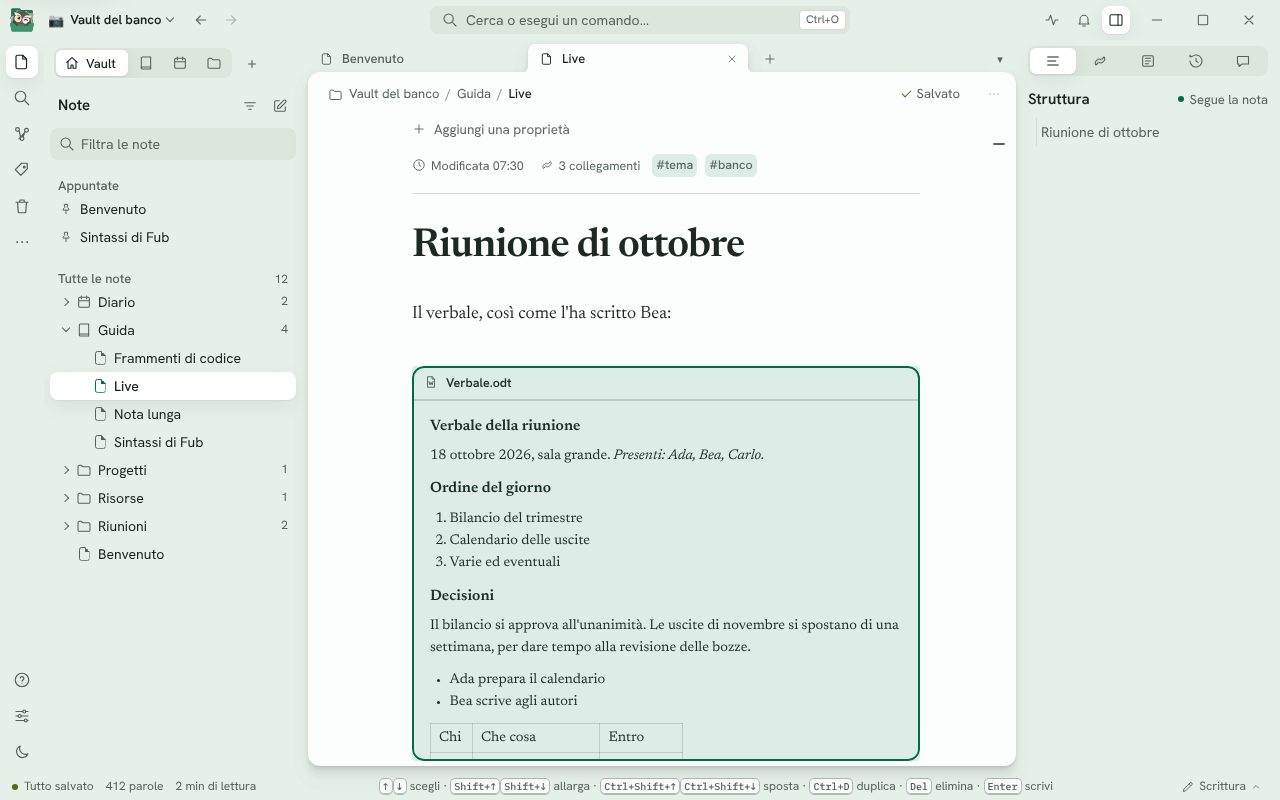 Vault del banco
Cerca o esegui un comando...
Ctrl+O
Vault
Benvenuto
Live
Note
Filtra le note
Appuntate
Benvenuto
Sintassi di Fub
Tutte le note 12
Diario 2
Guida 4
Frammenti di codice
Live
Nota lunga
Sintassi di Fub
Progetti 1
Risorse 1
Riunioni 2
Benvenuto
Vault del banco / Guida / Live
Salvato
Aggiungi una proprietà
Modificata 07:30 3 collegamenti #tema #banco
Riunione di ottobre
Il verbale, così come l'ha scritto Bea:
Verbale.odt
Verbale della riunione
18 ottobre 2026, sala grande. Presenti: Ada, Bea, Carlo.
Ordine del giorno
1. Bilancio del trimestre
2. Calendario delle uscite
3. Varie ed eventuali
Decisioni
Il bilancio si approva all'unanimità. Le uscite di novembre si spostano di una
settimana, per dare tempo alla revisione delle bozze.
• Ada prepara il calendario
• Bea scrive agli autori
Chi Che cosa Entro
Struttura
Segue la nota
Riunione di ottobre
Tutto salvato 412 parole 2 min di lettura
↑ ↓ scegli · Shift+↑ Shift+↓ allarga · Ctrl+Shift+↑ Ctrl+Shift+↓ sposta · Ctrl+D duplica · Del elimina · Enter scrivi
Scrittura